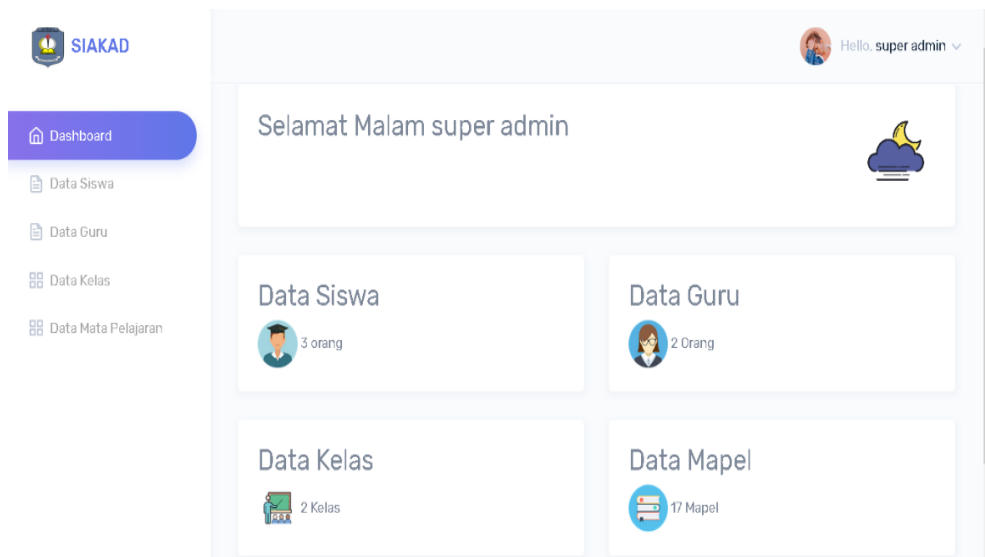 SIAKAD
Hello, super admin
Dashboard
Data Siswa
Data Guru
Data Kelas
Data Mata Pelajaran
Selamat Malam super admin
Data Siswa
3 orang
Data Guru
2 Orang
Data Kelas
2 Kelas
Data Mapel
17 Mapel